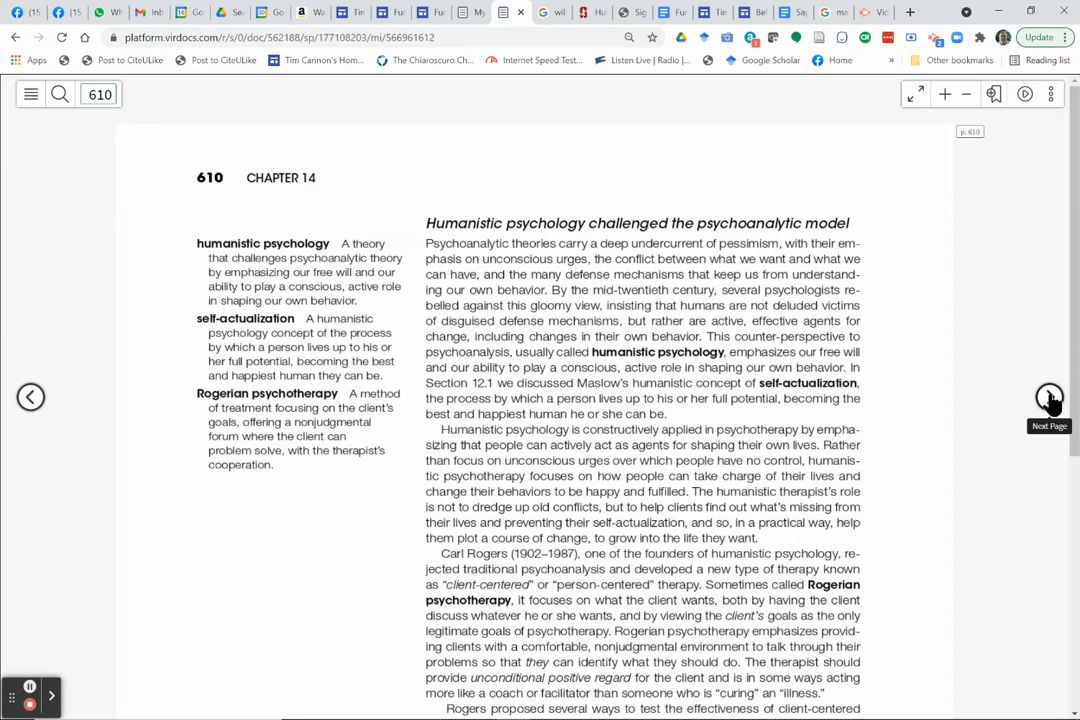 (15
(15
Wh
Inb
Go
Sea
Go
Wa
Tin
Fur
Fur
My
wil
Hu
Sig
Fur
Tin
Bel
Sap
ma
Vid
platform.virdocs.com/r/s/0/doc/562188/sp/177108203/mi/566961612
1
2
Update
Apps
Post to CiteULike
Post to CiteULike
Tim Cannon's Hom...
The Chiaroscuro Ch...
Internet Speed Test...
Listen Live | Radio |...
Google Scholar
Home
»
Other bookmarks
Reading list
610
p. 610
610 CHAPTER 14
humanistic psychology A theory
that challenges psychoanalytic theory
by emphasizing our free will and our
ability to play a conscious, active role
in shaping our own behavior.
self-actualization A humanistic
psychology concept of the process
by which a person lives up to his or
her full potential, becoming the best
and happiest human they can be.
Rogerian psychotherapy A method
of treatment focusing on the client's
goals, offering a nonjudgmental
forum where the client can
problem solve, with the therapist's
cooperation.
Humanistic psychology challenged the psychoanalytic model
Psychoanalytic theories carry a deep undercurrent of pessimism, with their em-
phasis on unconscious urges, the conflict between what we want and what we
can have, and the many defense mechanisms that keep us from understand-
ing our own behavior. By the mid-twentieth century, several psychologists re-
belled against this gloomy view, insisting that humans are not deluded victims
of disguised defense mechanisms, but rather are active, effective agents for
change, including changes in their own behavior. This counter-perspective to
psychoanalysis, usually called humanistic psychology, emphasizes our free will
and our ability to play a conscious, active role in shaping our own behavior. In
Section 12.1 we discussed Maslow's humanistic concept of self-actualization,
the process by which a person lives up to his or her full potential, becoming the
best and happiest human he or she can be.
Humanistic psychology is constructively applied in psychotherapy by empha-
sizing that people can actively act as agents for shaping their own lives. Rather
than focus on unconscious urges over which people have no control, humanis-
tic psychotherapy focuses on how people can take charge of their lives and
change their behaviors to be happy and fulfilled. The humanistic therapist's role
is not to dredge up old conflicts, but to help clients find out what's missing from
their lives and preventing their self-actualization, and so, in a practical way, help
them plot a course of change, to grow into the life they want.
Carl Rogers (1902–1987), one of the founders of humanistic psychology, re-
jected traditional psychoanalysis and developed a new type of therapy known
as "client-centered" or "person-centered" therapy. Sometimes called Rogerian
psychotherapy, it focuses on what the client wants, both by having the client
discuss whatever he or she wants, and by viewing the client's goals as the only
legitimate goals of psychotherapy. Rogerian psychotherapy emphasizes provid-
ing clients with a comfortable, nonjudgmental environment to talk through their
problems so that they can identify what they should do. The therapist should
provide unconditional positive regard for the client and is in some ways acting
more like a coach or facilitator than someone who is "curing" an "illness."
Rogers proposed several ways to test the effectiveness of client-centered
Next Page